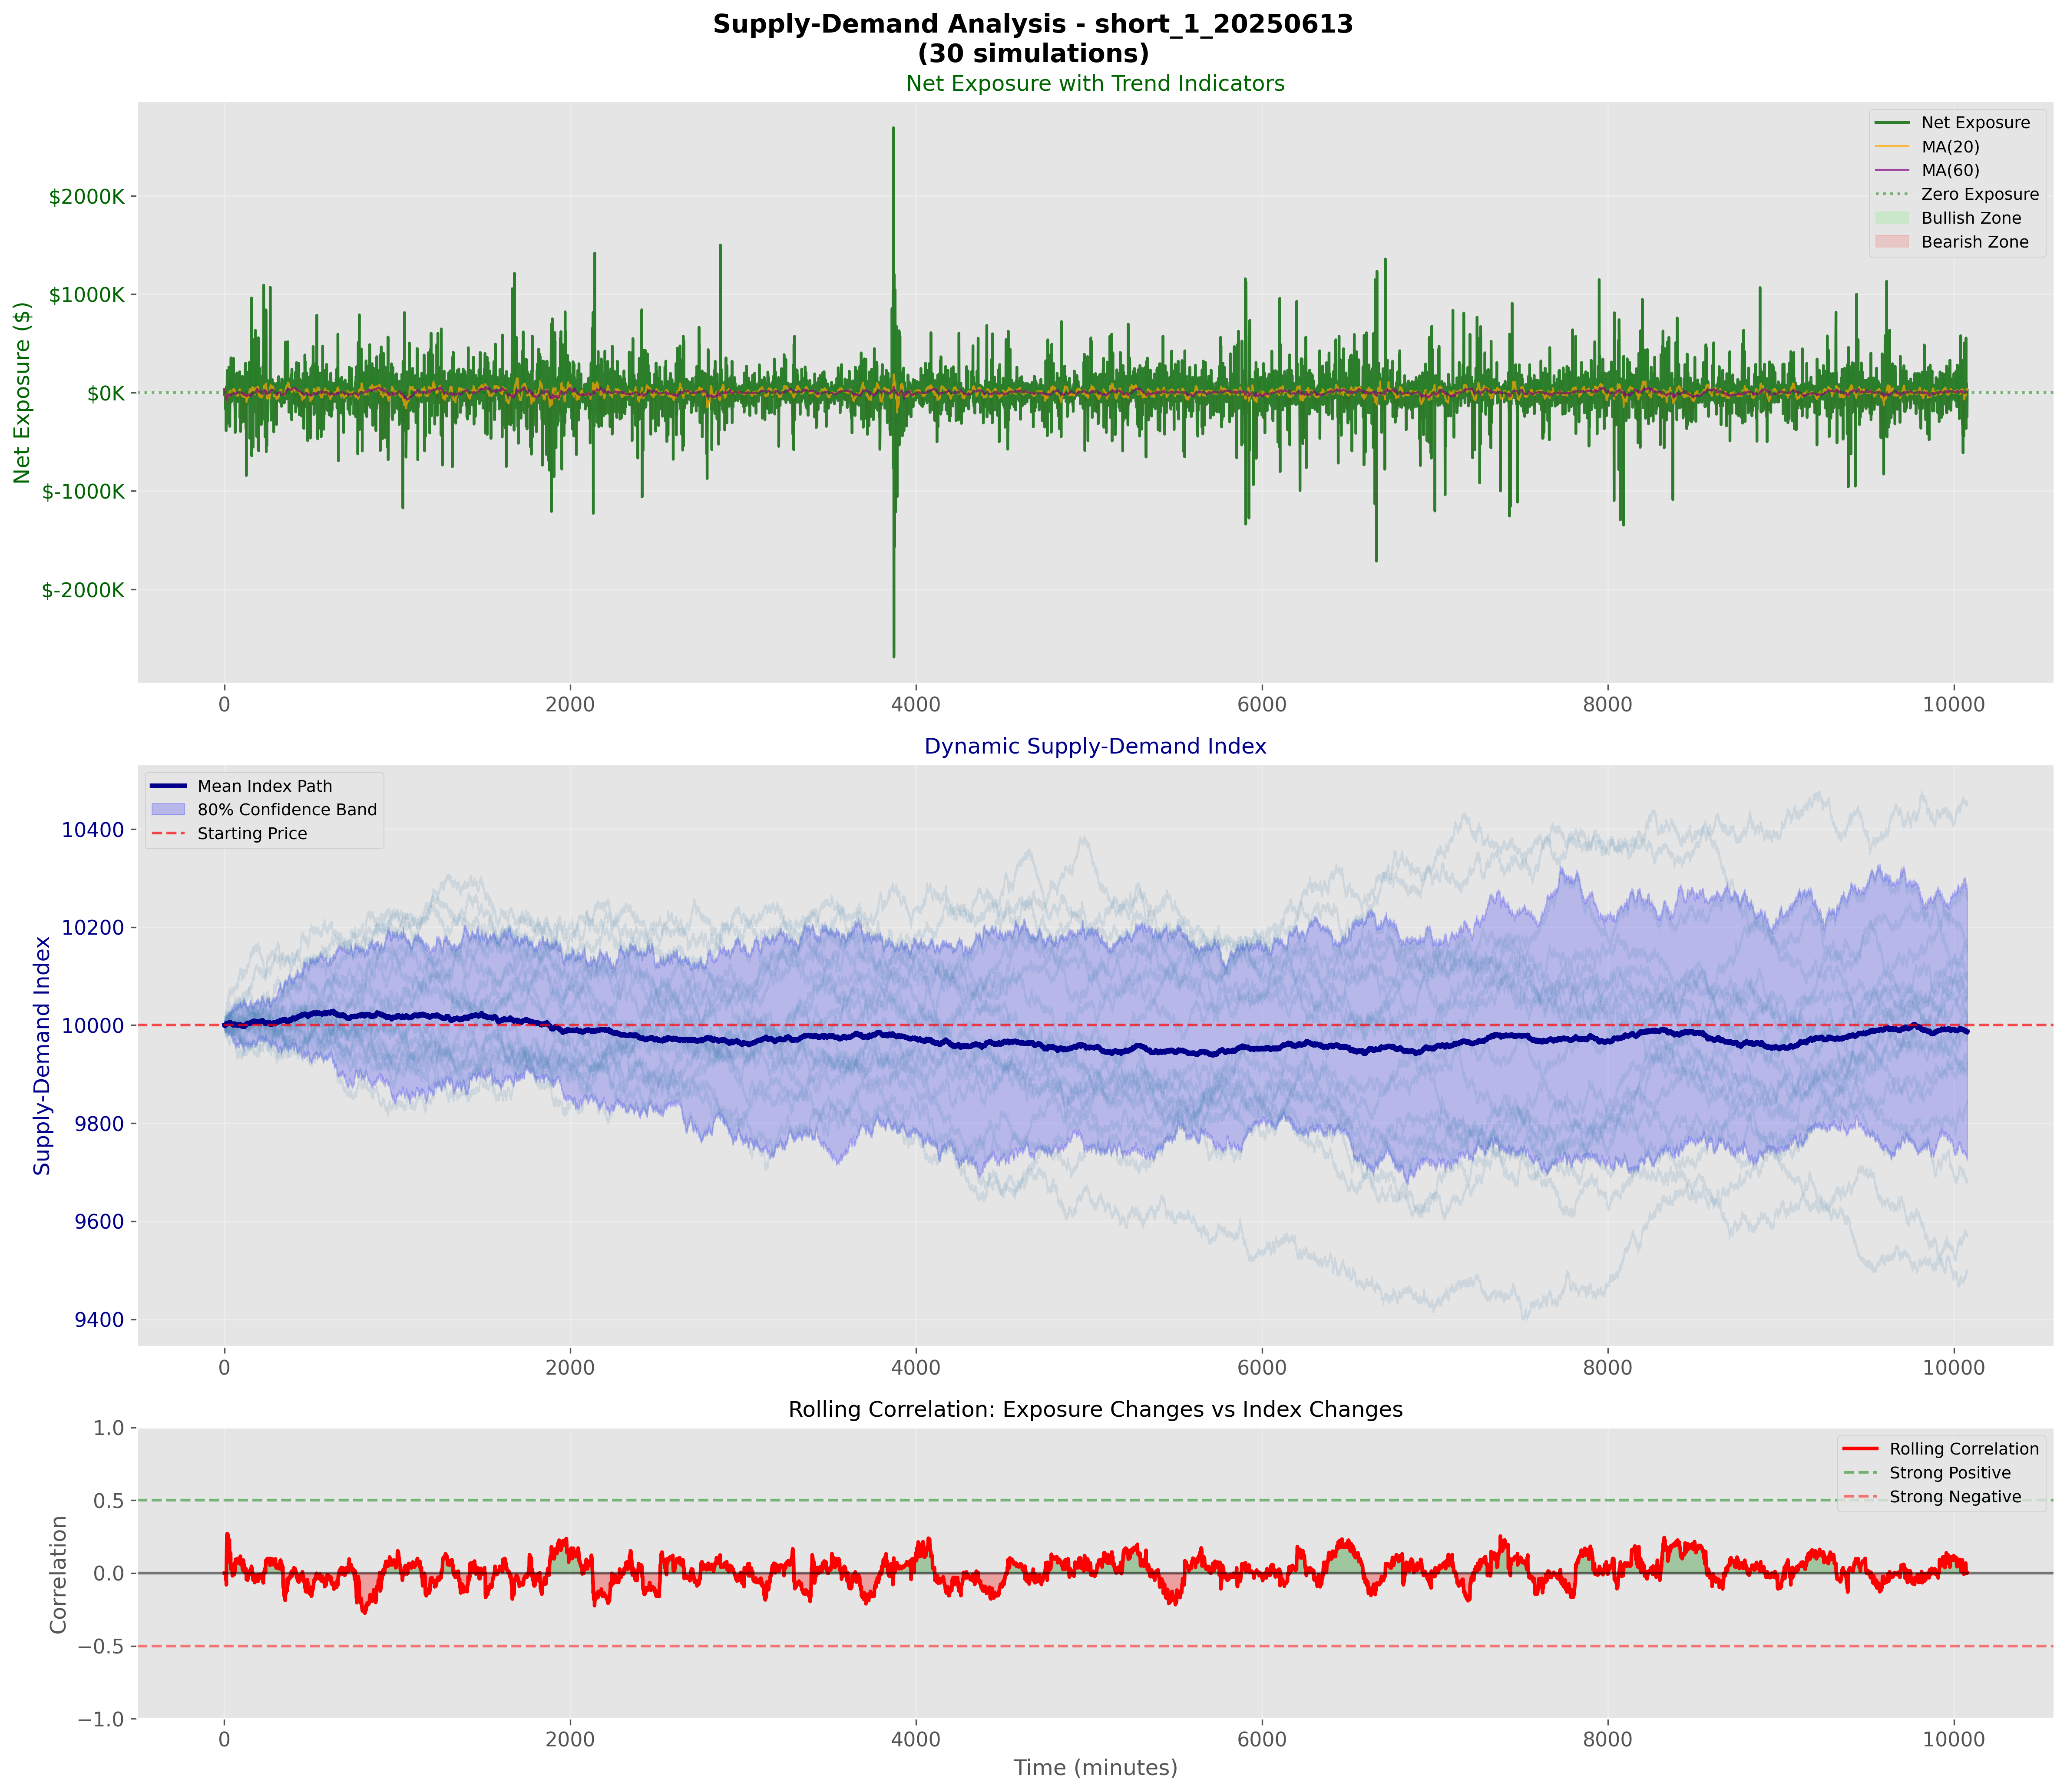 Supply-Demand Analysis - short_1_20250613
(30 simulations)
Net Exposure with Trend Indicators
Net Exposure ($)
$2000K
$1000K
$0K
$-1000K
$-2000K
Net Exposure
MA(20)
MA(60)
Zero Exposure
Bullish Zone
Bearish Zone
0 2000 4000 6000 8000 10000
Dynamic Supply-Demand Index
Supply-Demand Index
10400
10200
10000
9800
9600
9400
Mean Index Path
80% Confidence Band
Starting Price
0 2000 4000 6000 8000 10000
Rolling Correlation: Exposure Changes vs Index Changes
Correlation
1.0
0.5
0.0
−0.5
−1.0
Rolling Correlation
Strong Positive
Strong Negative
0 2000 4000 6000 8000 10000
Time (minutes)